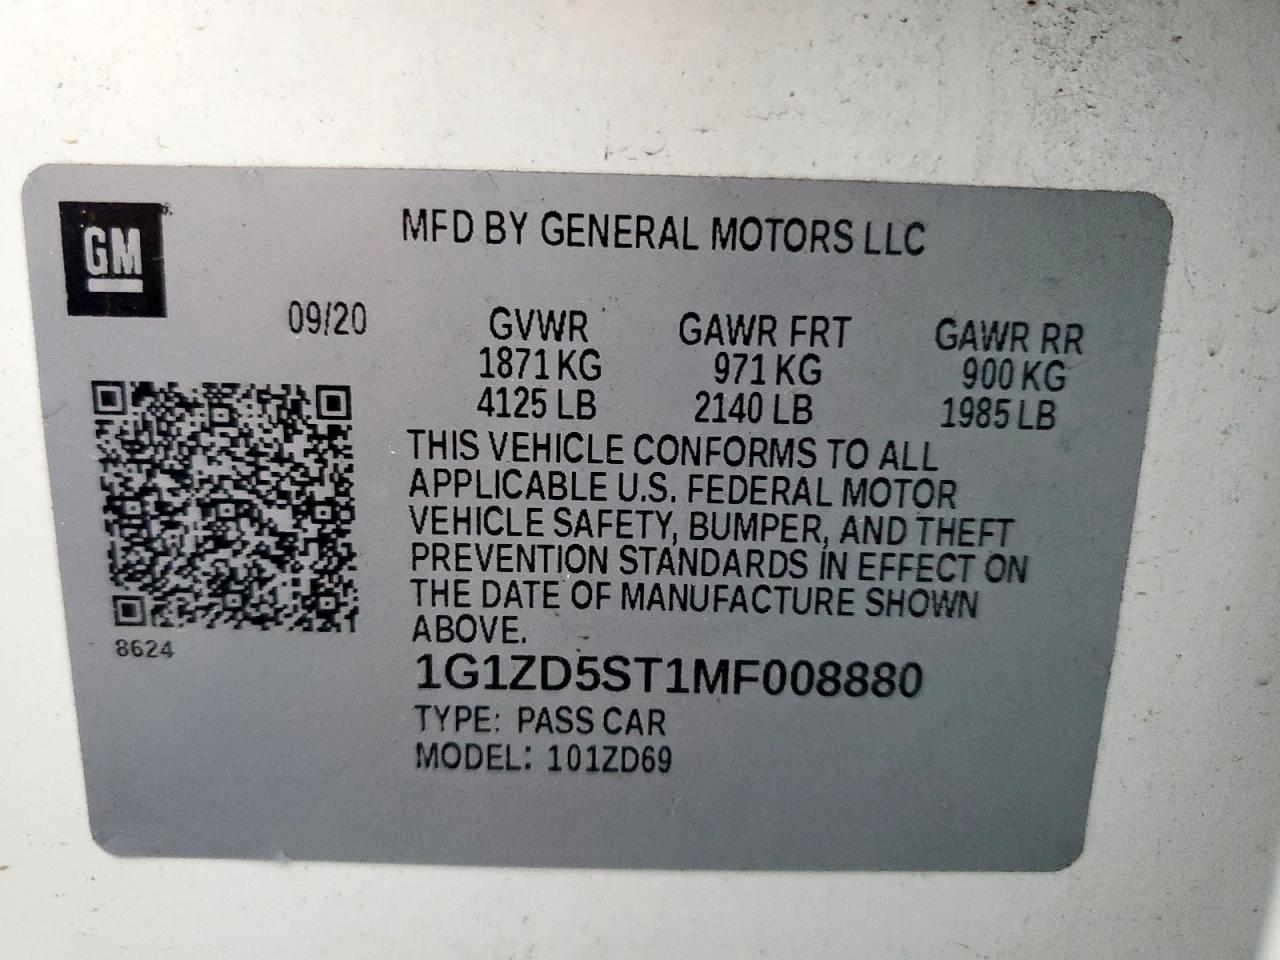 GM
MFD BY GENERAL MOTORS LLC
09/20
GVWR GAWR FRT GAWR RR
1871 KG 971 KG 900 KG
4125 LB 2140 LB 1985 LB
THIS VEHICLE CONFORMS TO ALL
APPLICABLE U.S. FEDERAL MOTOR
VEHICLE SAFETY, BUMPER, AND THEFT
PREVENTION STANDARDS IN EFFECT ON
THE DATE OF MANUFACTURE SHOWN
ABOVE.
8624
1G1ZD5ST1MF008880
TYPE: PASS CAR
MODEL: 101ZD69